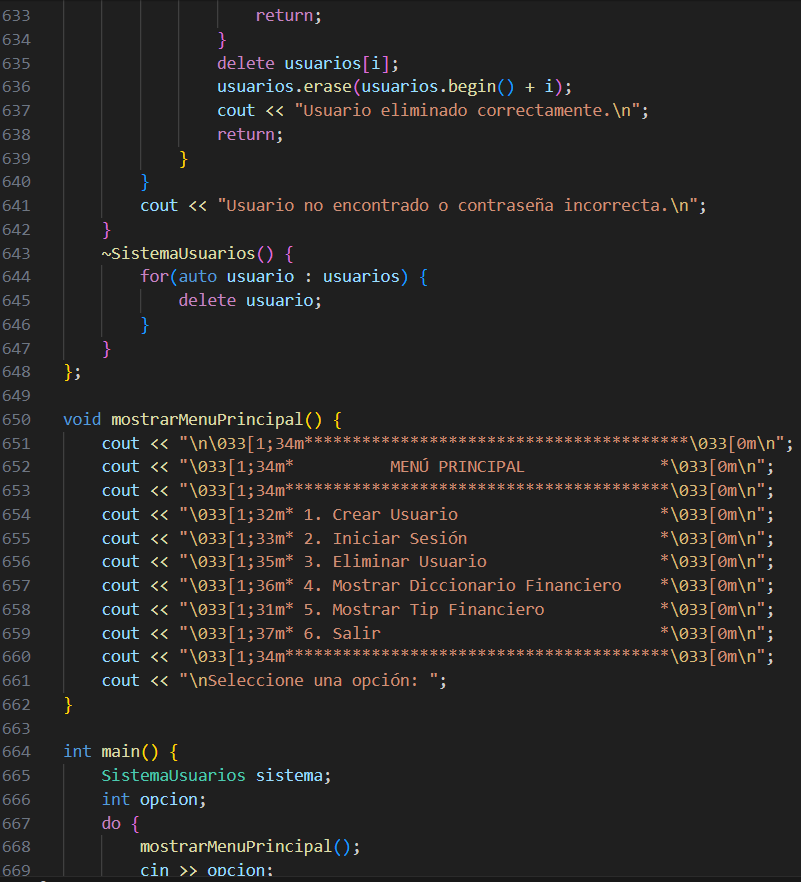 633                         return;
634                     }
635                     delete usuarios[i];
636                     usuarios.erase(usuarios.begin() + i);
637                     cout << "Usuario eliminado correctamente.\n";
638                     return;
639                 }
640             }
641             cout << "Usuario no encontrado o contraseña incorrecta.\n";
642         }
643         ~SistemaUsuarios() {
644             for(auto usuario : usuarios) {
645                 delete usuario;
646             }
647         }
648     };
649
650     void mostrarMenuPrincipal() {
651         cout << "\n\033[1;34m****************************************\033[0m\n";
652         cout << "\033[1;34m*          MENÚ PRINCIPAL              *\033[0m\n";
653         cout << "\033[1;34m****************************************\033[0m\n";
654         cout << "\033[1;32m* 1. Crear Usuario                     *\033[0m\n";
655         cout << "\033[1;33m* 2. Iniciar Sesión                    *\033[0m\n";
656         cout << "\033[1;35m* 3. Eliminar Usuario                  *\033[0m\n";
657         cout << "\033[1;36m* 4. Mostrar Diccionario Financiero    *\033[0m\n";
658         cout << "\033[1;31m* 5. Mostrar Tip Financiero            *\033[0m\n";
659         cout << "\033[1;37m* 6. Salir                             *\033[0m\n";
660         cout << "\033[1;34m****************************************\033[0m\n";
661         cout << "\nSeleccione una opción: ";
662     }
663
664     int main() {
665         SistemaUsuarios sistema;
666         int opcion;
667         do {
668             mostrarMenuPrincipal();
669             cin >> opcion;